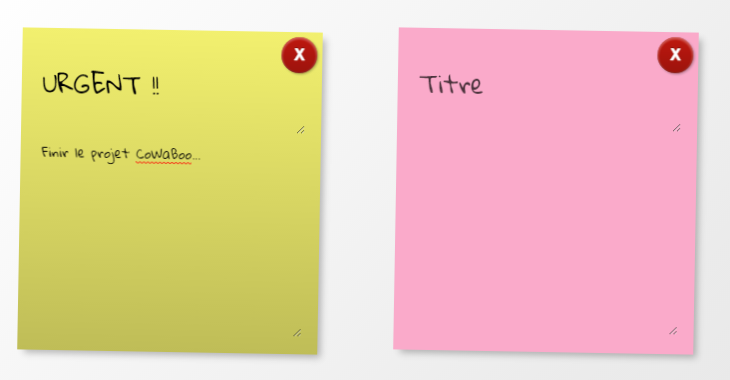 X
URGENT !!
Finir le projet CoWaBoo...
X
Titre